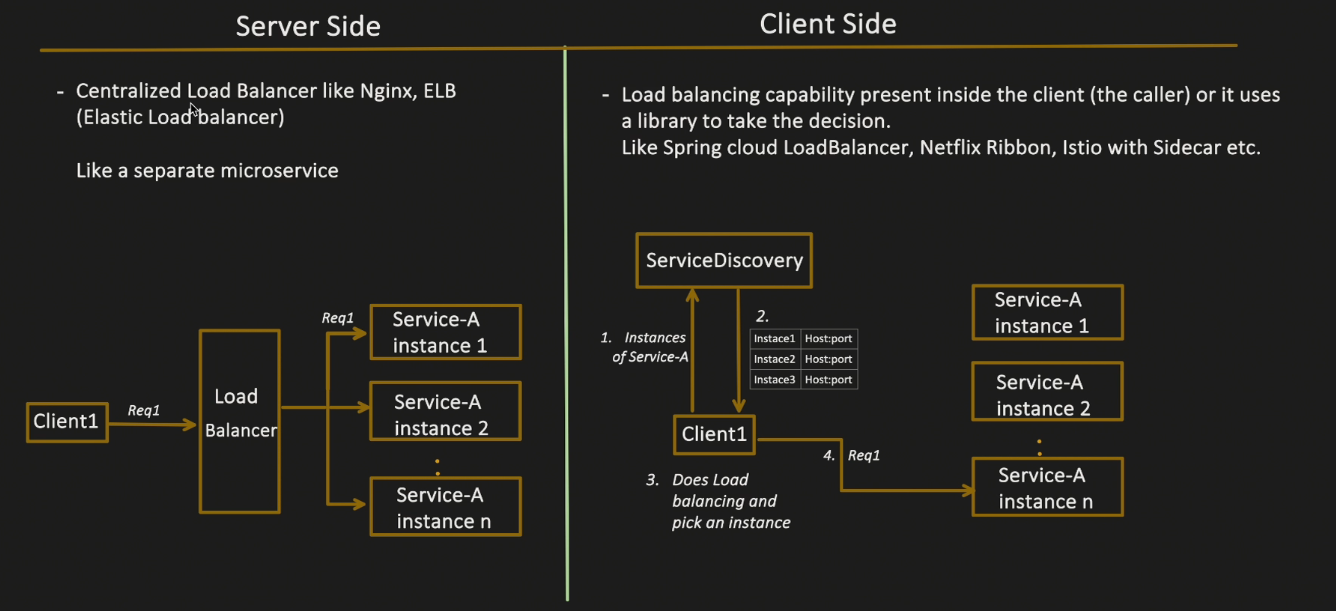 Server Side
- Centralized Load Balancer like Nginx, ELB
(Elastic Load balancer)
Like a separate microservice
Client1
Req1
Load
Balancer
Req1
Service-A
instance 1
Service-A
instance 2
:
Service-A
instance n
Client Side
- Load balancing capability present inside the client (the caller) or it uses
a library to take the decision.
Like Spring cloud LoadBalancer, Netflix Ribbon, Istio with Sidecar etc.
ServiceDiscovery
1. Instances
of Service-A
2.
Instace1 Host:port
Instace2 Host:port
Instace3 Host:port
Client1
3. Does Load
balancing and
pick an instance
4. Req1
Service-A
instance 1
Service-A
instance 2
:
Service-A
instance n